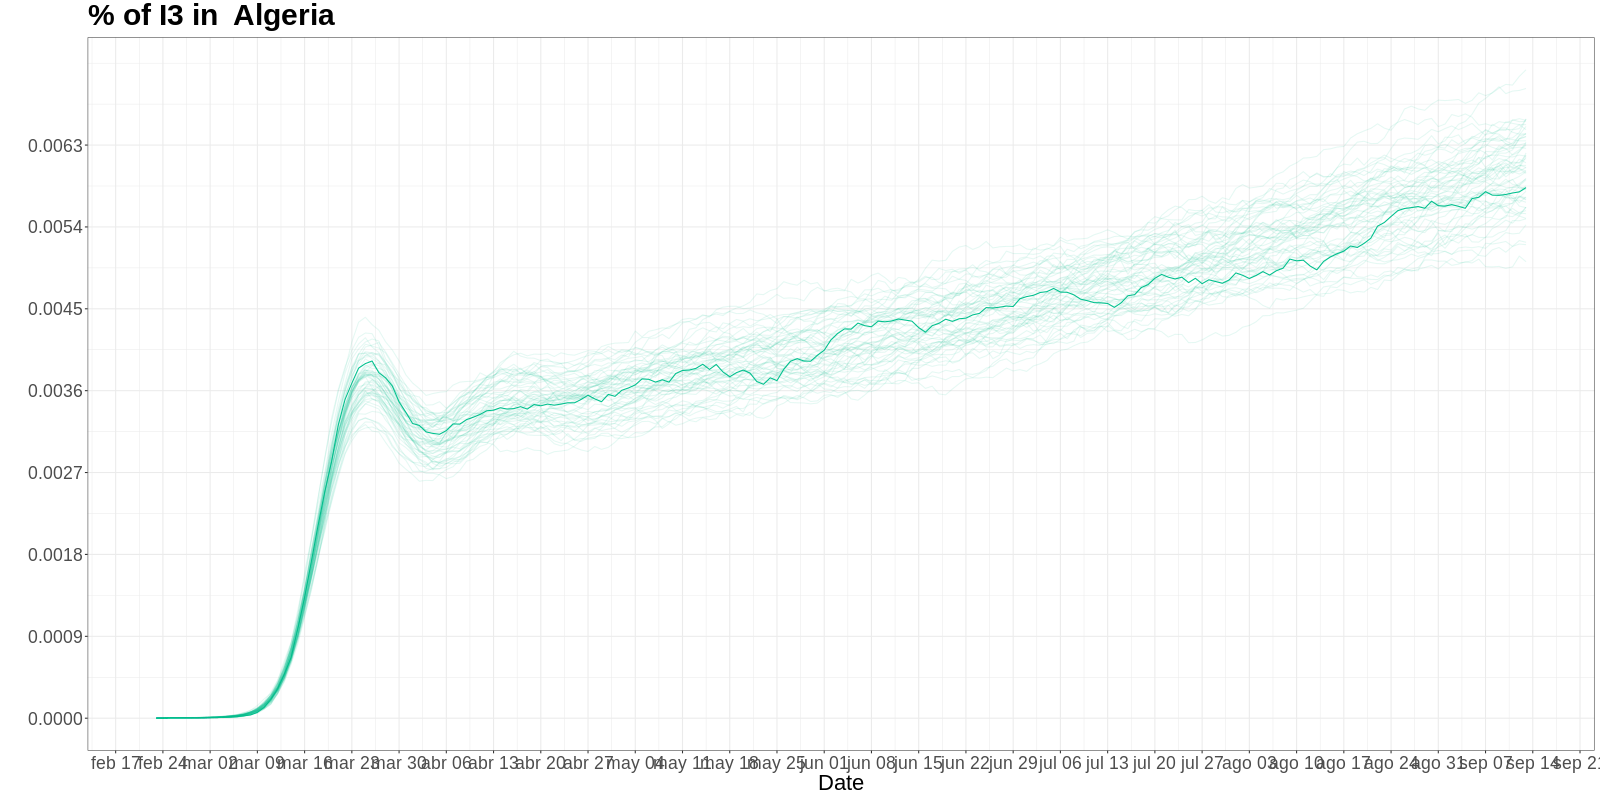 % of I3 in  Algeria
0.0063
0.0054
0.0045
0.0036
0.0027
0.0018
0.0009
0.0000
feb 17 feb 24 mar 02 mar 09 mar 16 mar 23 mar 30 abr 06 abr 13 abr 20 abr 27 may 04 may 11 may 18 may 25 jun 01 jun 08 jun 15 jun 22 jun 29 jul 06 jul 13 jul 20 jul 27 ago 03 ago 10 ago 17 ago 24 ago 31 sep 07 sep 14 sep 21
Date